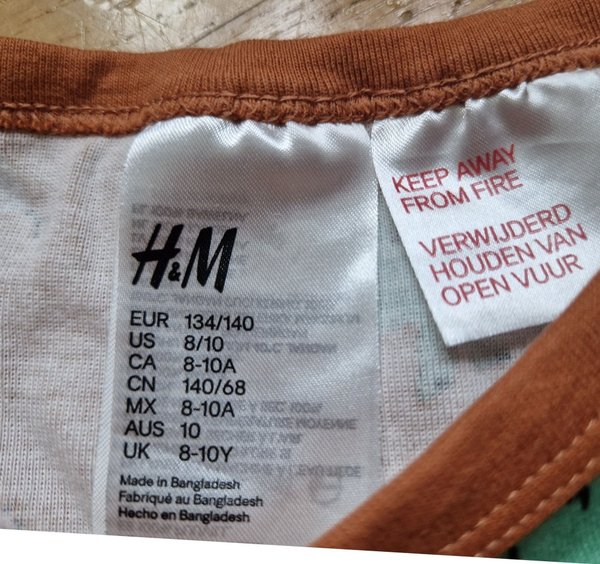 H&M
EUR 134/140
US 8/10
CA 8-10A
CN 140/68
MX 8-10A
AUS 10
UK 8-10Y
Made in Bangladesh
Fabriqué au Bangladesh
Hecho en Bangladesh
KEEP AWAY
FROM FIRE
VERWIJDERD
HOUDEN VAN
OPEN VUUR